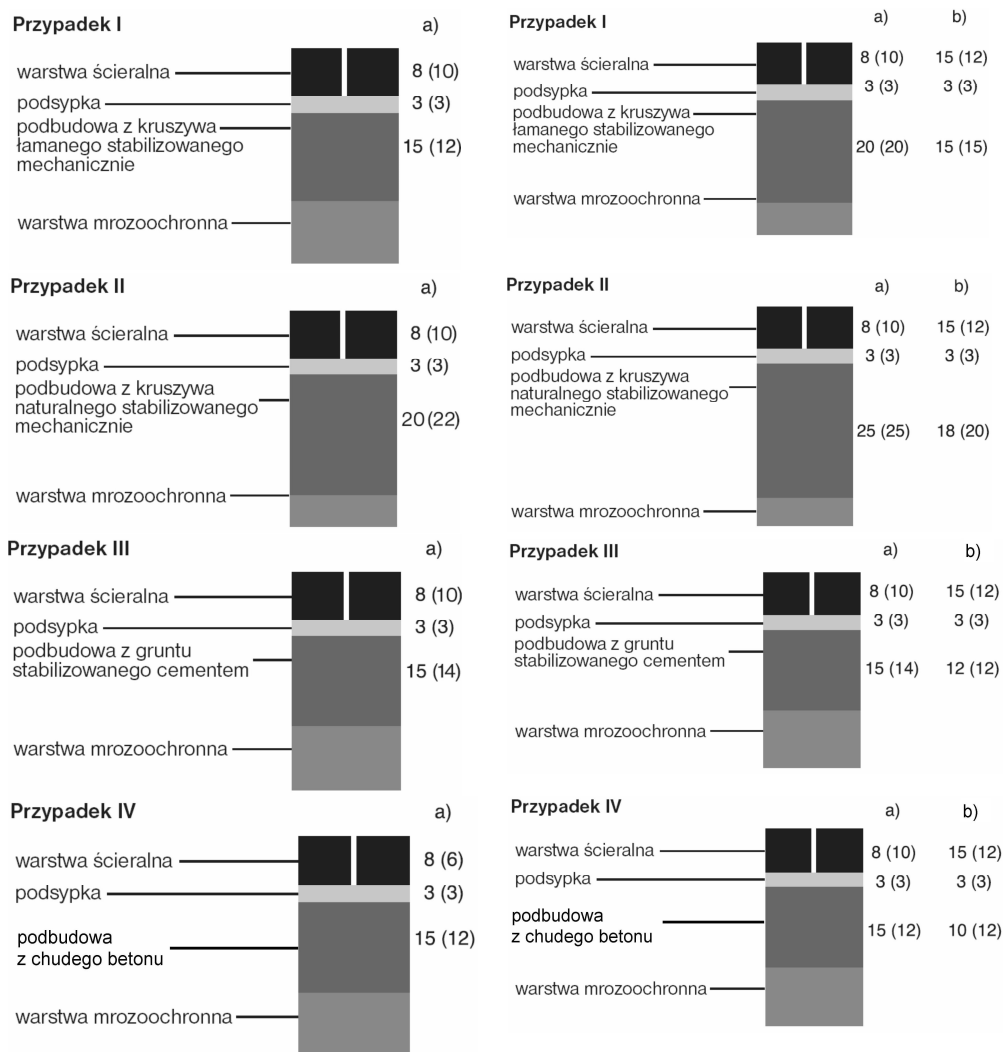 Przypadek I a)
warstwa ścieralna 8 (10)
podsypka 3 (3)
podbudowa z kruszywa
łamanego stabilizowanego 15 (12)
mechanicznie
warstwa mrozoochronna
Przypadek II a)
warstwa ścieralna 8 (10)
podsypka 3 (3)
podbudowa z kruszywa
naturalnego stabilizowanego 20 (22)
mechanicznie
warstwa mrozoochronna
Przypadek III a)
warstwa ścieralna 8 (10)
podsypka 3 (3)
podbudowa z gruntu
stabilizowanego cementem 15 (14)
warstwa mrozoochronna
Przypadek IV a)
warstwa ścieralna 8 (6)
podsypka 3 (3)
podbudowa 15 (12)
z chudego betonu
warstwa mrozoochronna
Przypadek I a) b)
warstwa ścieralna 8 (10) 15 (12)
podsypka 3 (3) 3 (3)
podbudowa z kruszywa
łamanego stabilizowanego
mechanicznie 20 (20) 15 (15)
warstwa mrozoochronna
Przypadek II a) b)
warstwa ścieralna 8 (10) 15 (12)
podsypka 3 (3) 3 (3)
podbudowa z kruszywa
naturalnego stabilizowanego
mechanicznie 25 (25) 18 (20)
warstwa mrozoochronna
Przypadek III a) b)
warstwa ścieralna 8 (10) 15 (12)
podsypka 3 (3) 3 (3)
podbudowa z gruntu
stabilizowanego cementem 15 (14) 12 (12)
warstwa mrozoochronna
Przypadek IV a) b)
warstwa ścieralna 8 (10) 15 (12)
podsypka 3 (3) 3 (3)
podbudowa
z chudego betonu 15 (12) 10 (12)
warstwa mrozoochronna